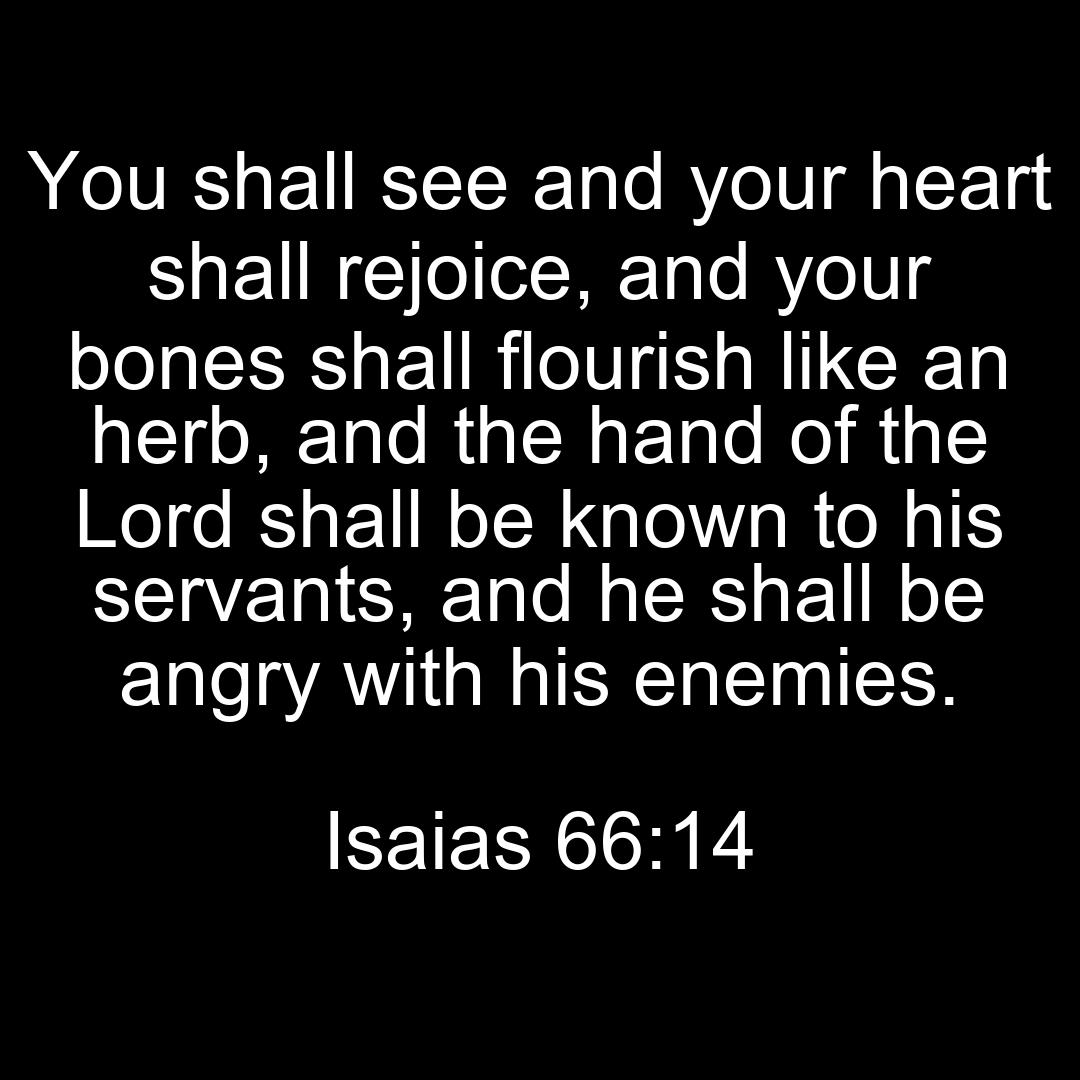 You shall see and your heart
shall rejoice, and your
bones shall flourish like an
herb, and the hand of the
Lord shall be known to his
servants, and he shall be
angry with his enemies.
Isaias 66:14